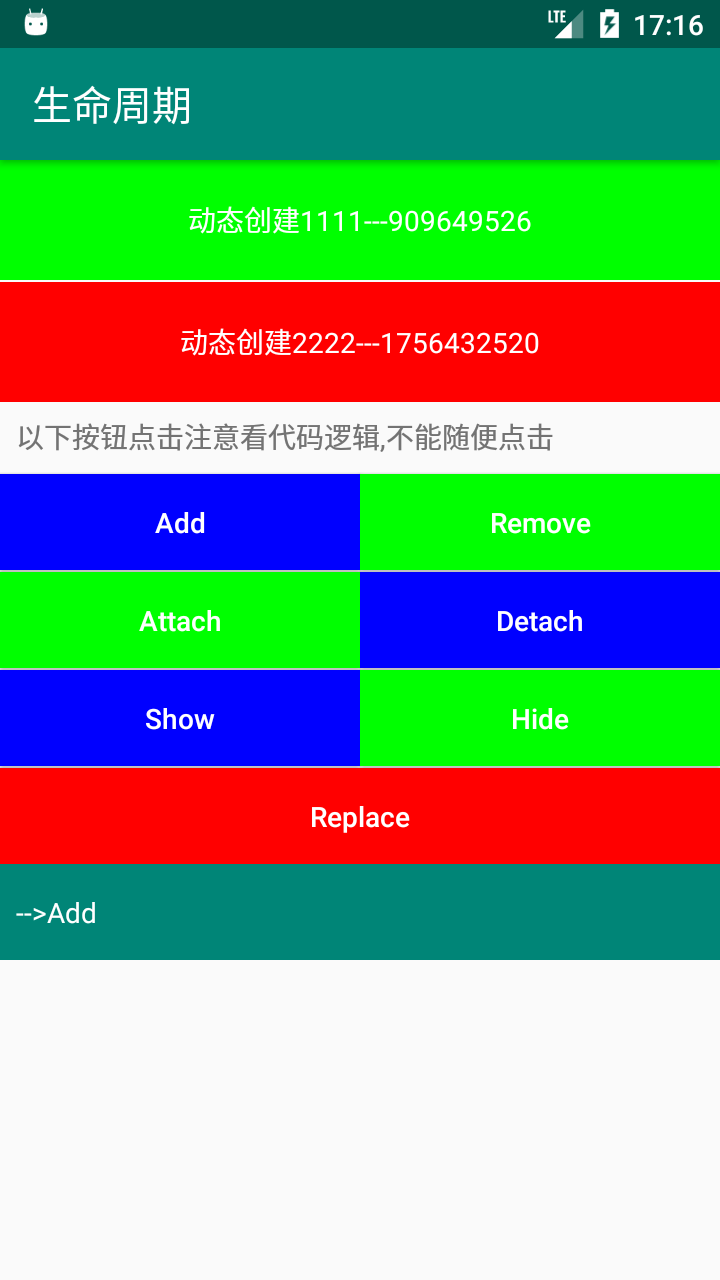 LTE 17:16
生命周期
动态创建1111---909649526
动态创建2222---1756432520
以下按钮点击注意看代码逻辑,不能随便点击
Add
Remove
Attach
Detach
Show
Hide
Replace
-->Add